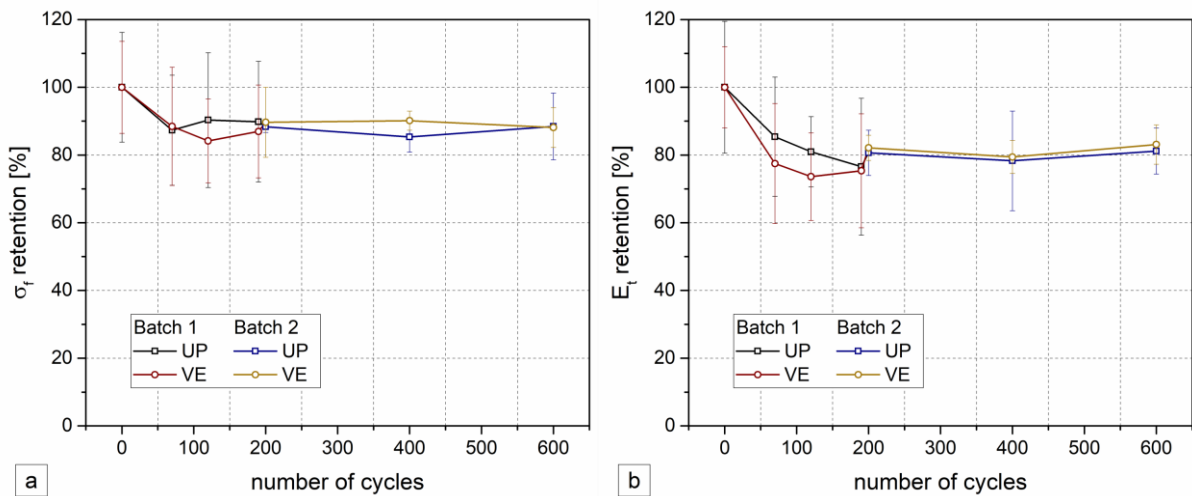 120
100
80
60
40
20
0
σf retention [%]
Batch 1 Batch 2
UP UP
VE VE
0 100 200 300 400 500 600
number of cycles
a
120
100
80
60
40
20
0
Et retention [%]
Batch 1 Batch 2
UP UP
VE VE
0 100 200 300 400 500 600
number of cycles
b